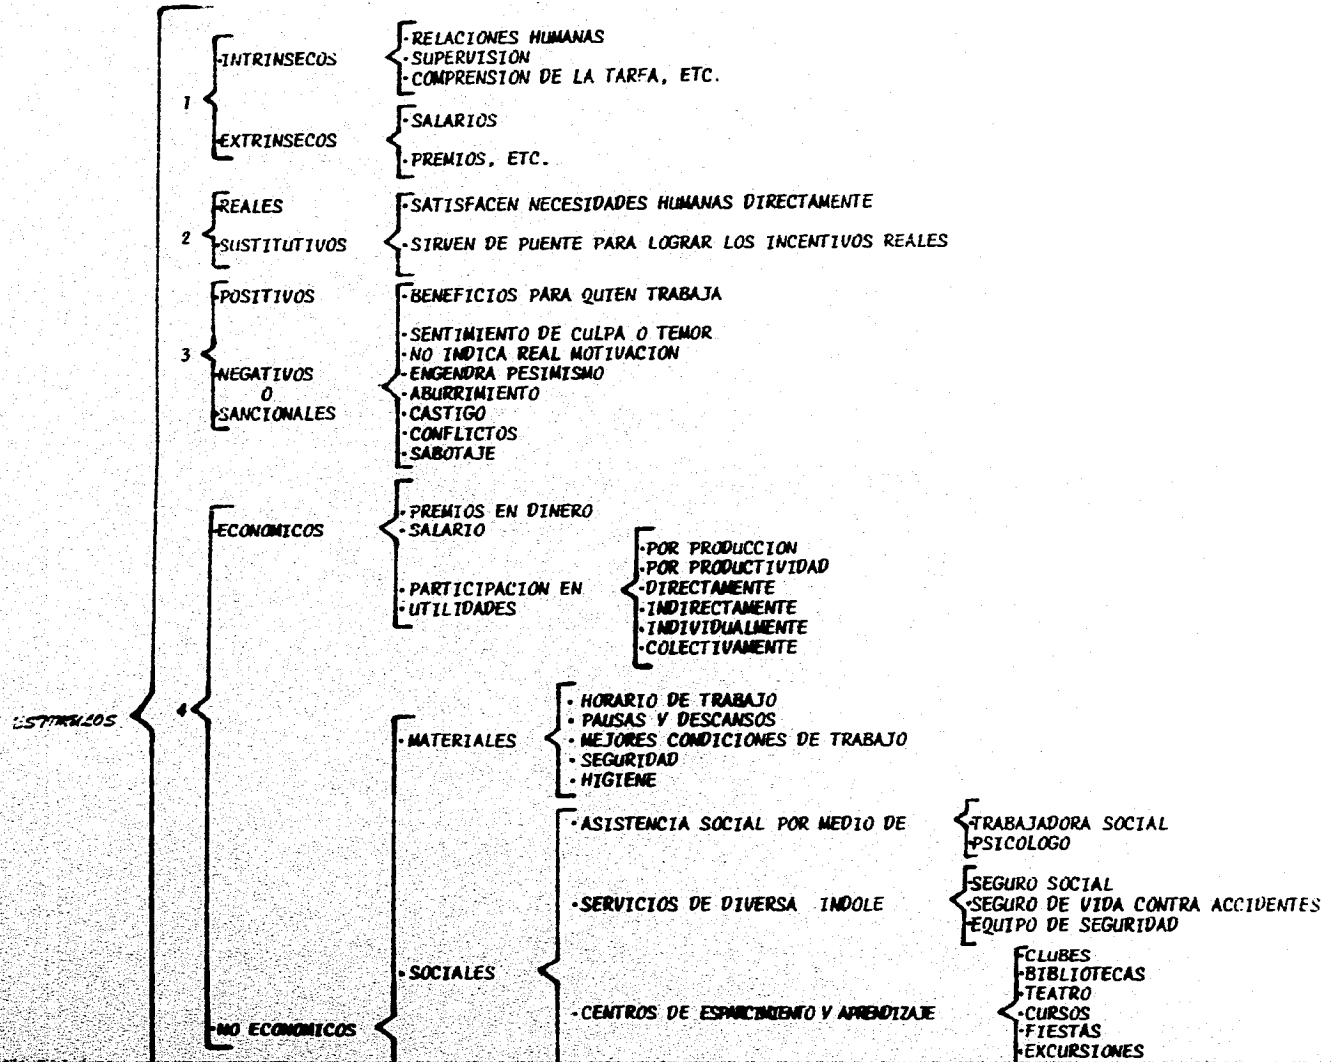 1
INTRINSECOS
·RELACIONES HUMANAS
·SUPERVISION
·COMPRENSION DE LA TAREA, ETC.
EXTRINSECOS
·SALARIOS
·PREMIOS, ETC.
2
REALES
·SATISFACEN NECESIDADES HUMANAS DIRECTAMENTE
SUSTITUTIVOS
·SIRVEN DE PUENTE PARA LOGRAR LOS INCENTIVOS REALES
3
POSITIVOS
·BENEFICIOS PARA QUIEN TRABAJA
NEGATIVOS
O
SANCIONALES
·SENTIMIENTO DE CULPA O TEMOR
·NO INDICA REAL MOTIVACION
·ENGENDRA PESIMISMO
·ABURRIMIENTO
·CASTIGO
·CONFLICTOS
·SABOTAJE
ESTIMULOS
4
ECONOMICOS
·PREMIOS EN DINERO
·SALARIO
·PARTICIPACION EN
·UTILIDADES
·POR PRODUCCION
·POR PRODUCTIVIDAD
·DIRECTAMENTE
·INDIRECTAMENTE
·INDIVIDUALMENTE
·COLECTIVAMENTE
·NO ECONOMICOS
·MATERIALES
·HORARIO DE TRABAJO
·PAUSAS Y DESCANSOS
·MEJORES CONDICIONES DE TRABAJO
·SEGURIDAD
·HIGIENE
·SOCIALES
·ASISTENCIA SOCIAL POR MEDIO DE
TRABAJADORA SOCIAL
PSICOLOGO
·SERVICIOS DE DIVERSA INDOLE
SEGURO SOCIAL
·SEGURO DE VIDA CONTRA ACCIDENTES
EQUIPO DE SEGURIDAD
·CENTROS DE ESPARCIMIENTO Y APRENDIZAJE
CLUBES
·BIBLIOTECAS
·TEATRO
·CURSOS
·FIESTAS
·EXCURSIONES